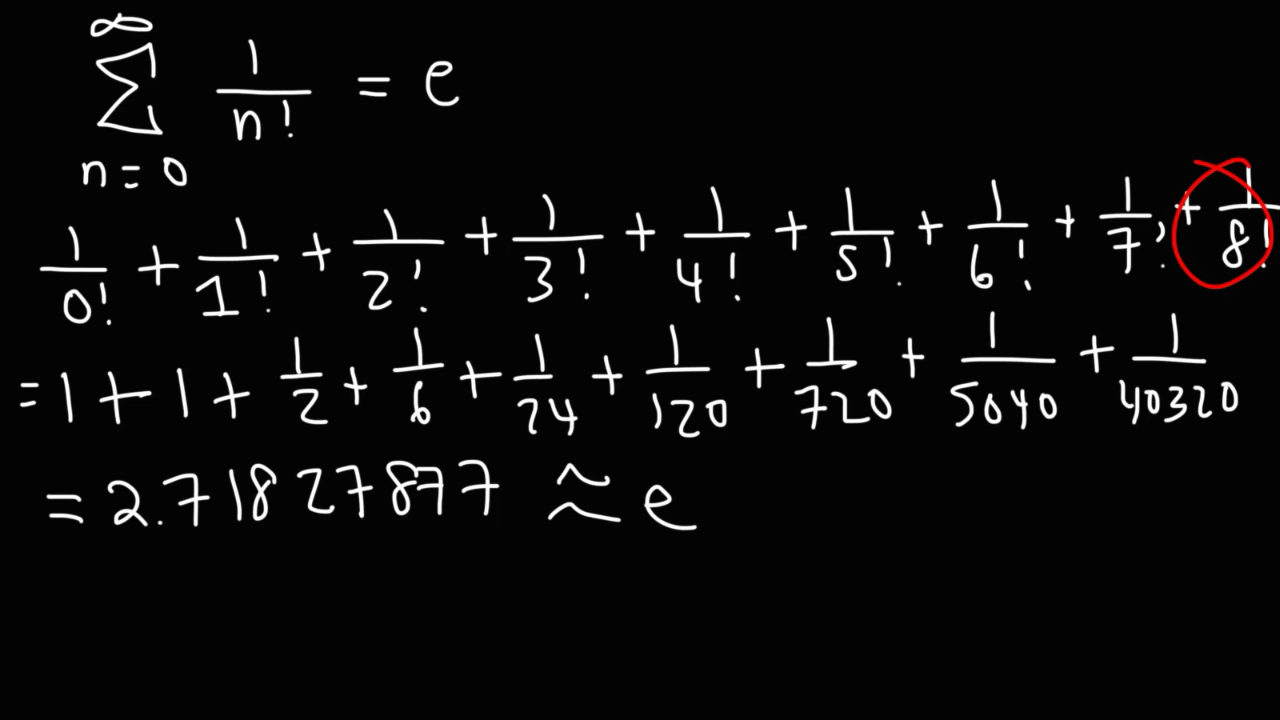 ∞
∑ 1/n! = e
n = 0
1/0! + 1/1! + 1/2! + 1/3! + 1/4! + 1/5! + 1/6! + 1/7! + 1/8!
= 1 + 1 + 1/2 + 1/6 + 1/24 + 1/120 + 1/720 + 1/5040 + 1/40320
= 2.71827877 ≈ e